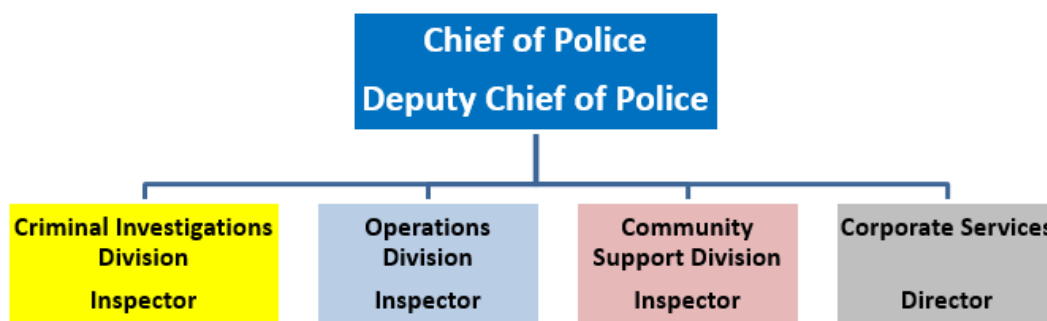 Chief of Police
Deputy Chief of Police
Criminal Investigations
Division
Inspector
Operations
Division
Inspector
Community
Support Division
Inspector
Corporate Services
Director